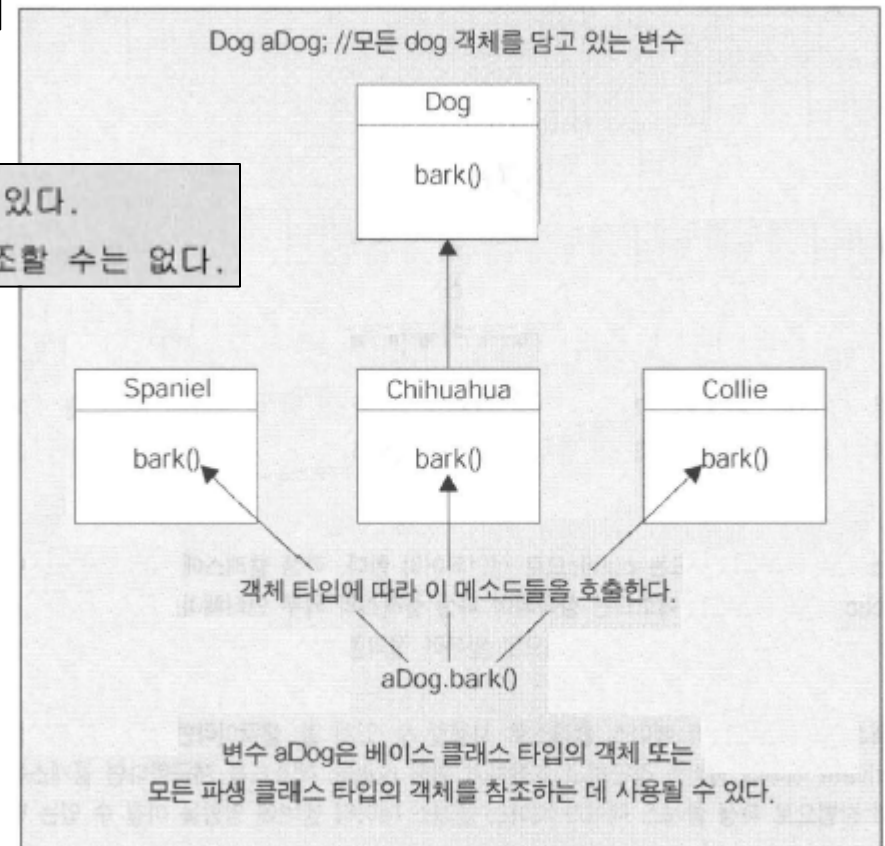 Dog aDog; //모든 dog 객체를 담고 있는 변수
Dog
bark()
있다.
조할 수는 없다.
Spaniel
Chihuahua
Collie
bark()
bark()
bark()
객체 타입에 따라 이 메소드들을 호출한다.
aDog.bark()
변수 aDog은 베이스 클래스 타입의 객체 또는
모든 파생 클래스 타입의 객체를 참조하는 데 사용될 수 있다.